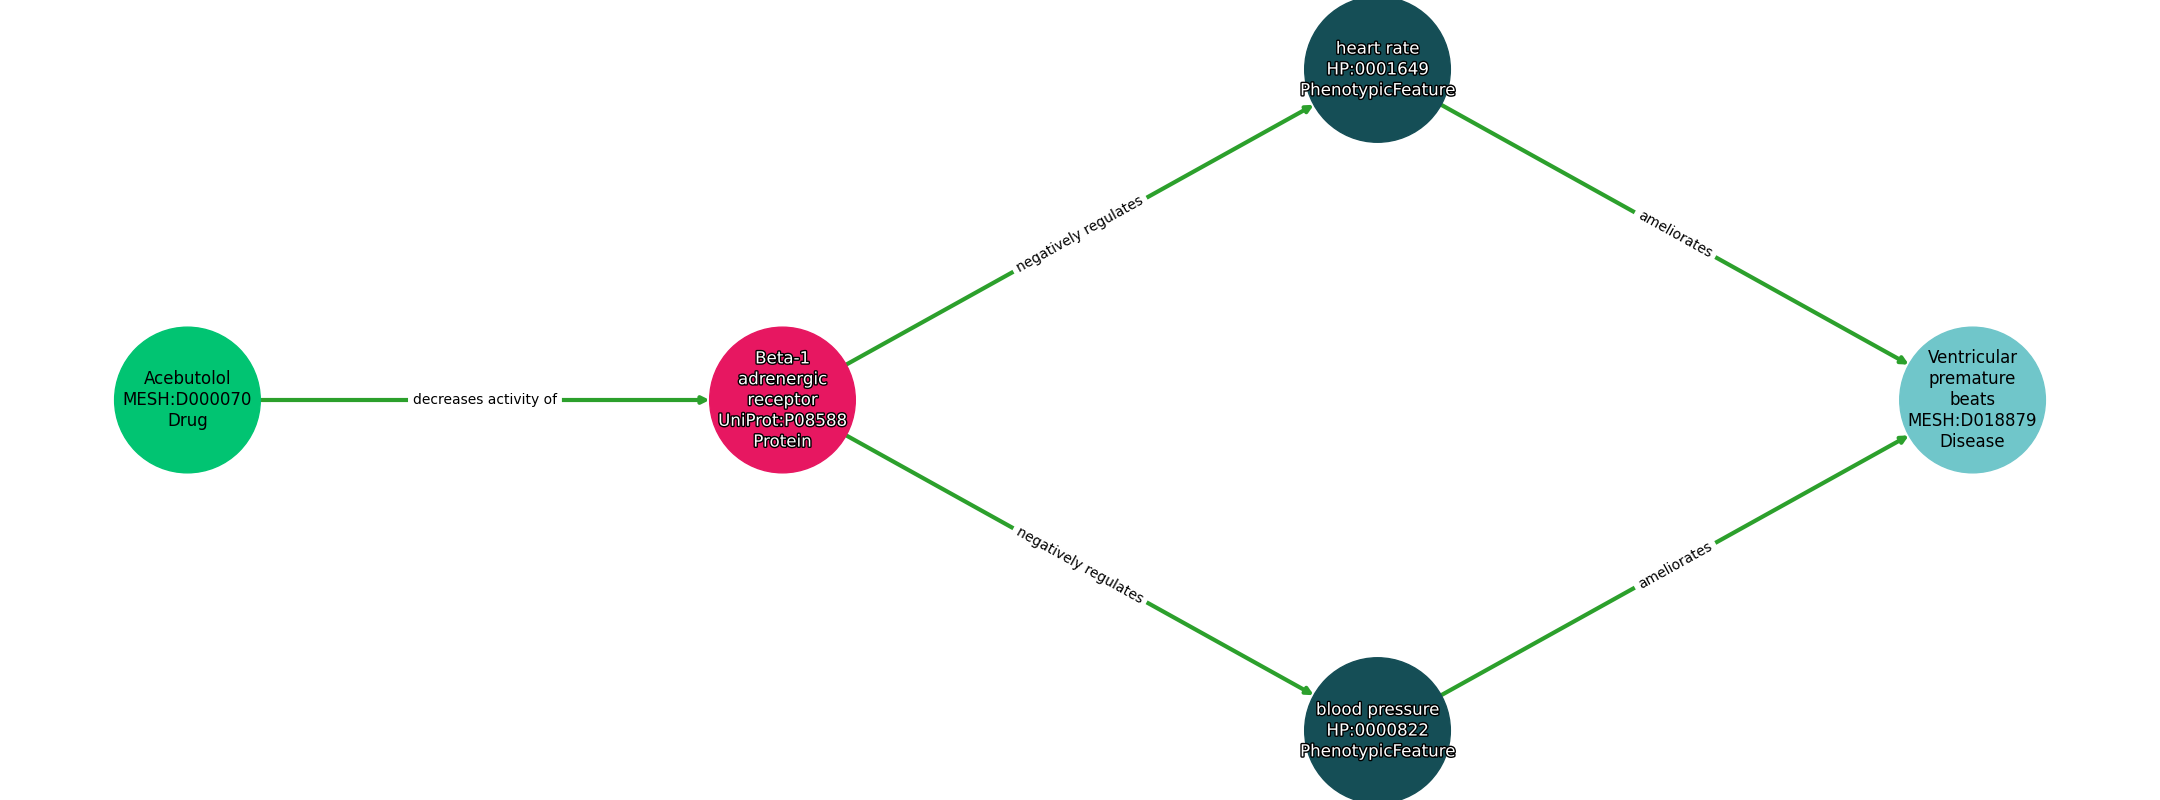 heart rate
HP:0001649
PhenotypicFeature
negatively regulates
ameliorates
Acebutolol
MESH:D000070
Drug
decreases activity of
Beta-1
adrenergic
receptor
UniProt:P08588
Protein
Ventricular
premature
beats
MESH:D018879
Disease
negatively regulates
ameliorates
blood pressure
HP:0000822
PhenotypicFeature